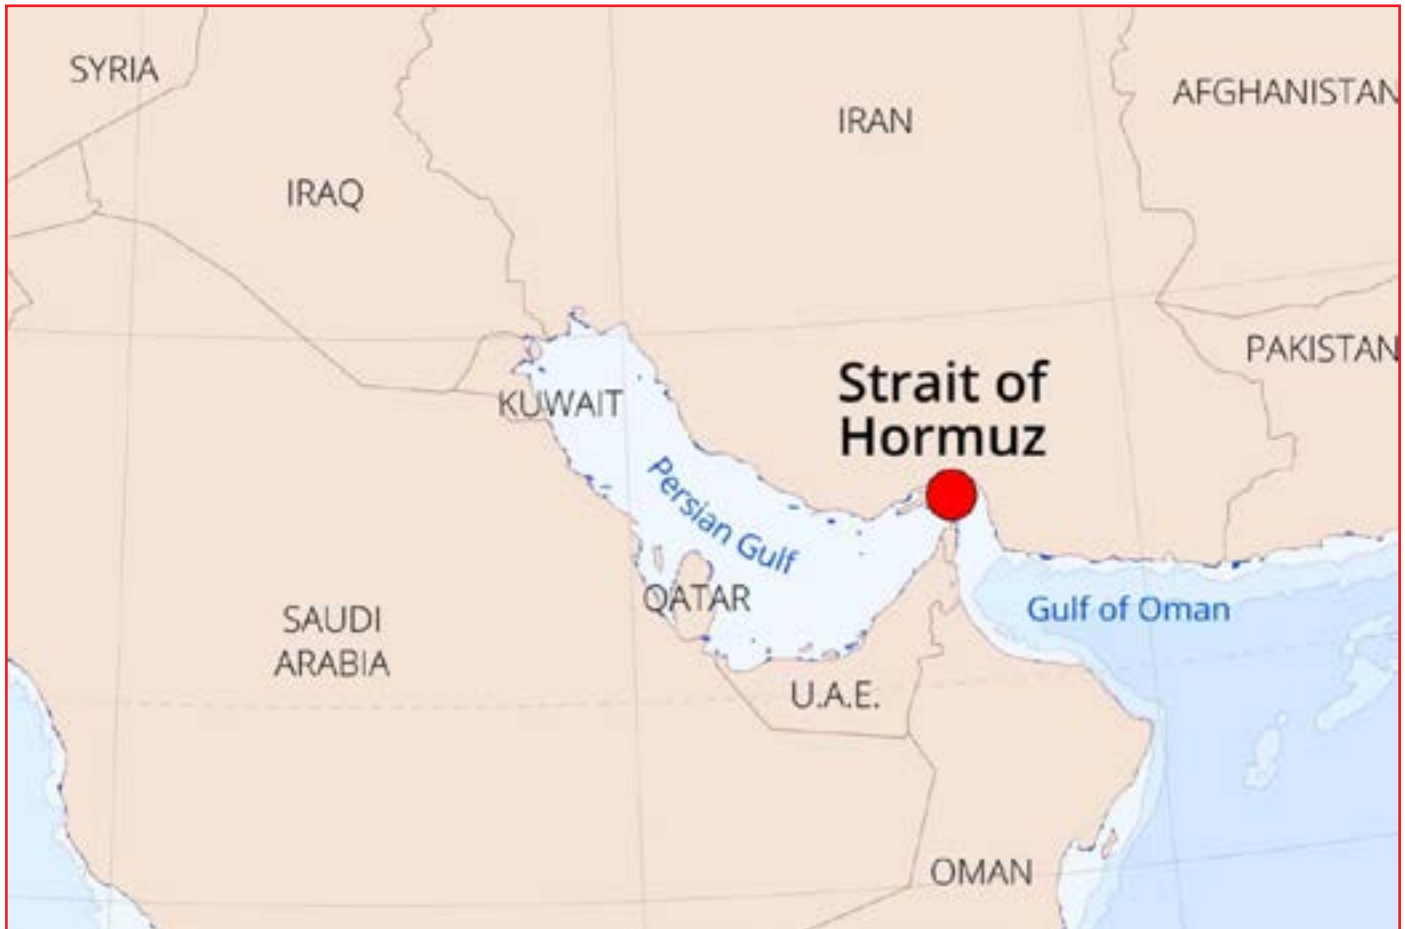 SYRIA
AFGHANISTAN
IRAN
IRAQ
PAKISTAN
Strait of
Hormuz
KUWAIT
Persian Gulf
QATAR
Gulf of Oman
SAUDI
ARABIA
U.A.E.
OMAN